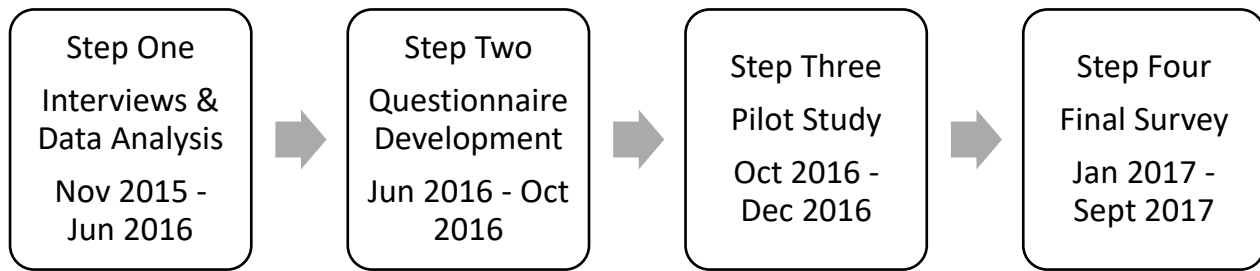 Step One
Interviews &
Data Analysis
Nov 2015 -
Jun 2016
Step Two
Questionnaire
Development
Jun 2016 - Oct
2016
Step Three
Pilot Study
Oct 2016 -
Dec 2016
Step Four
Final Survey
Jan 2017 -
Sept 2017